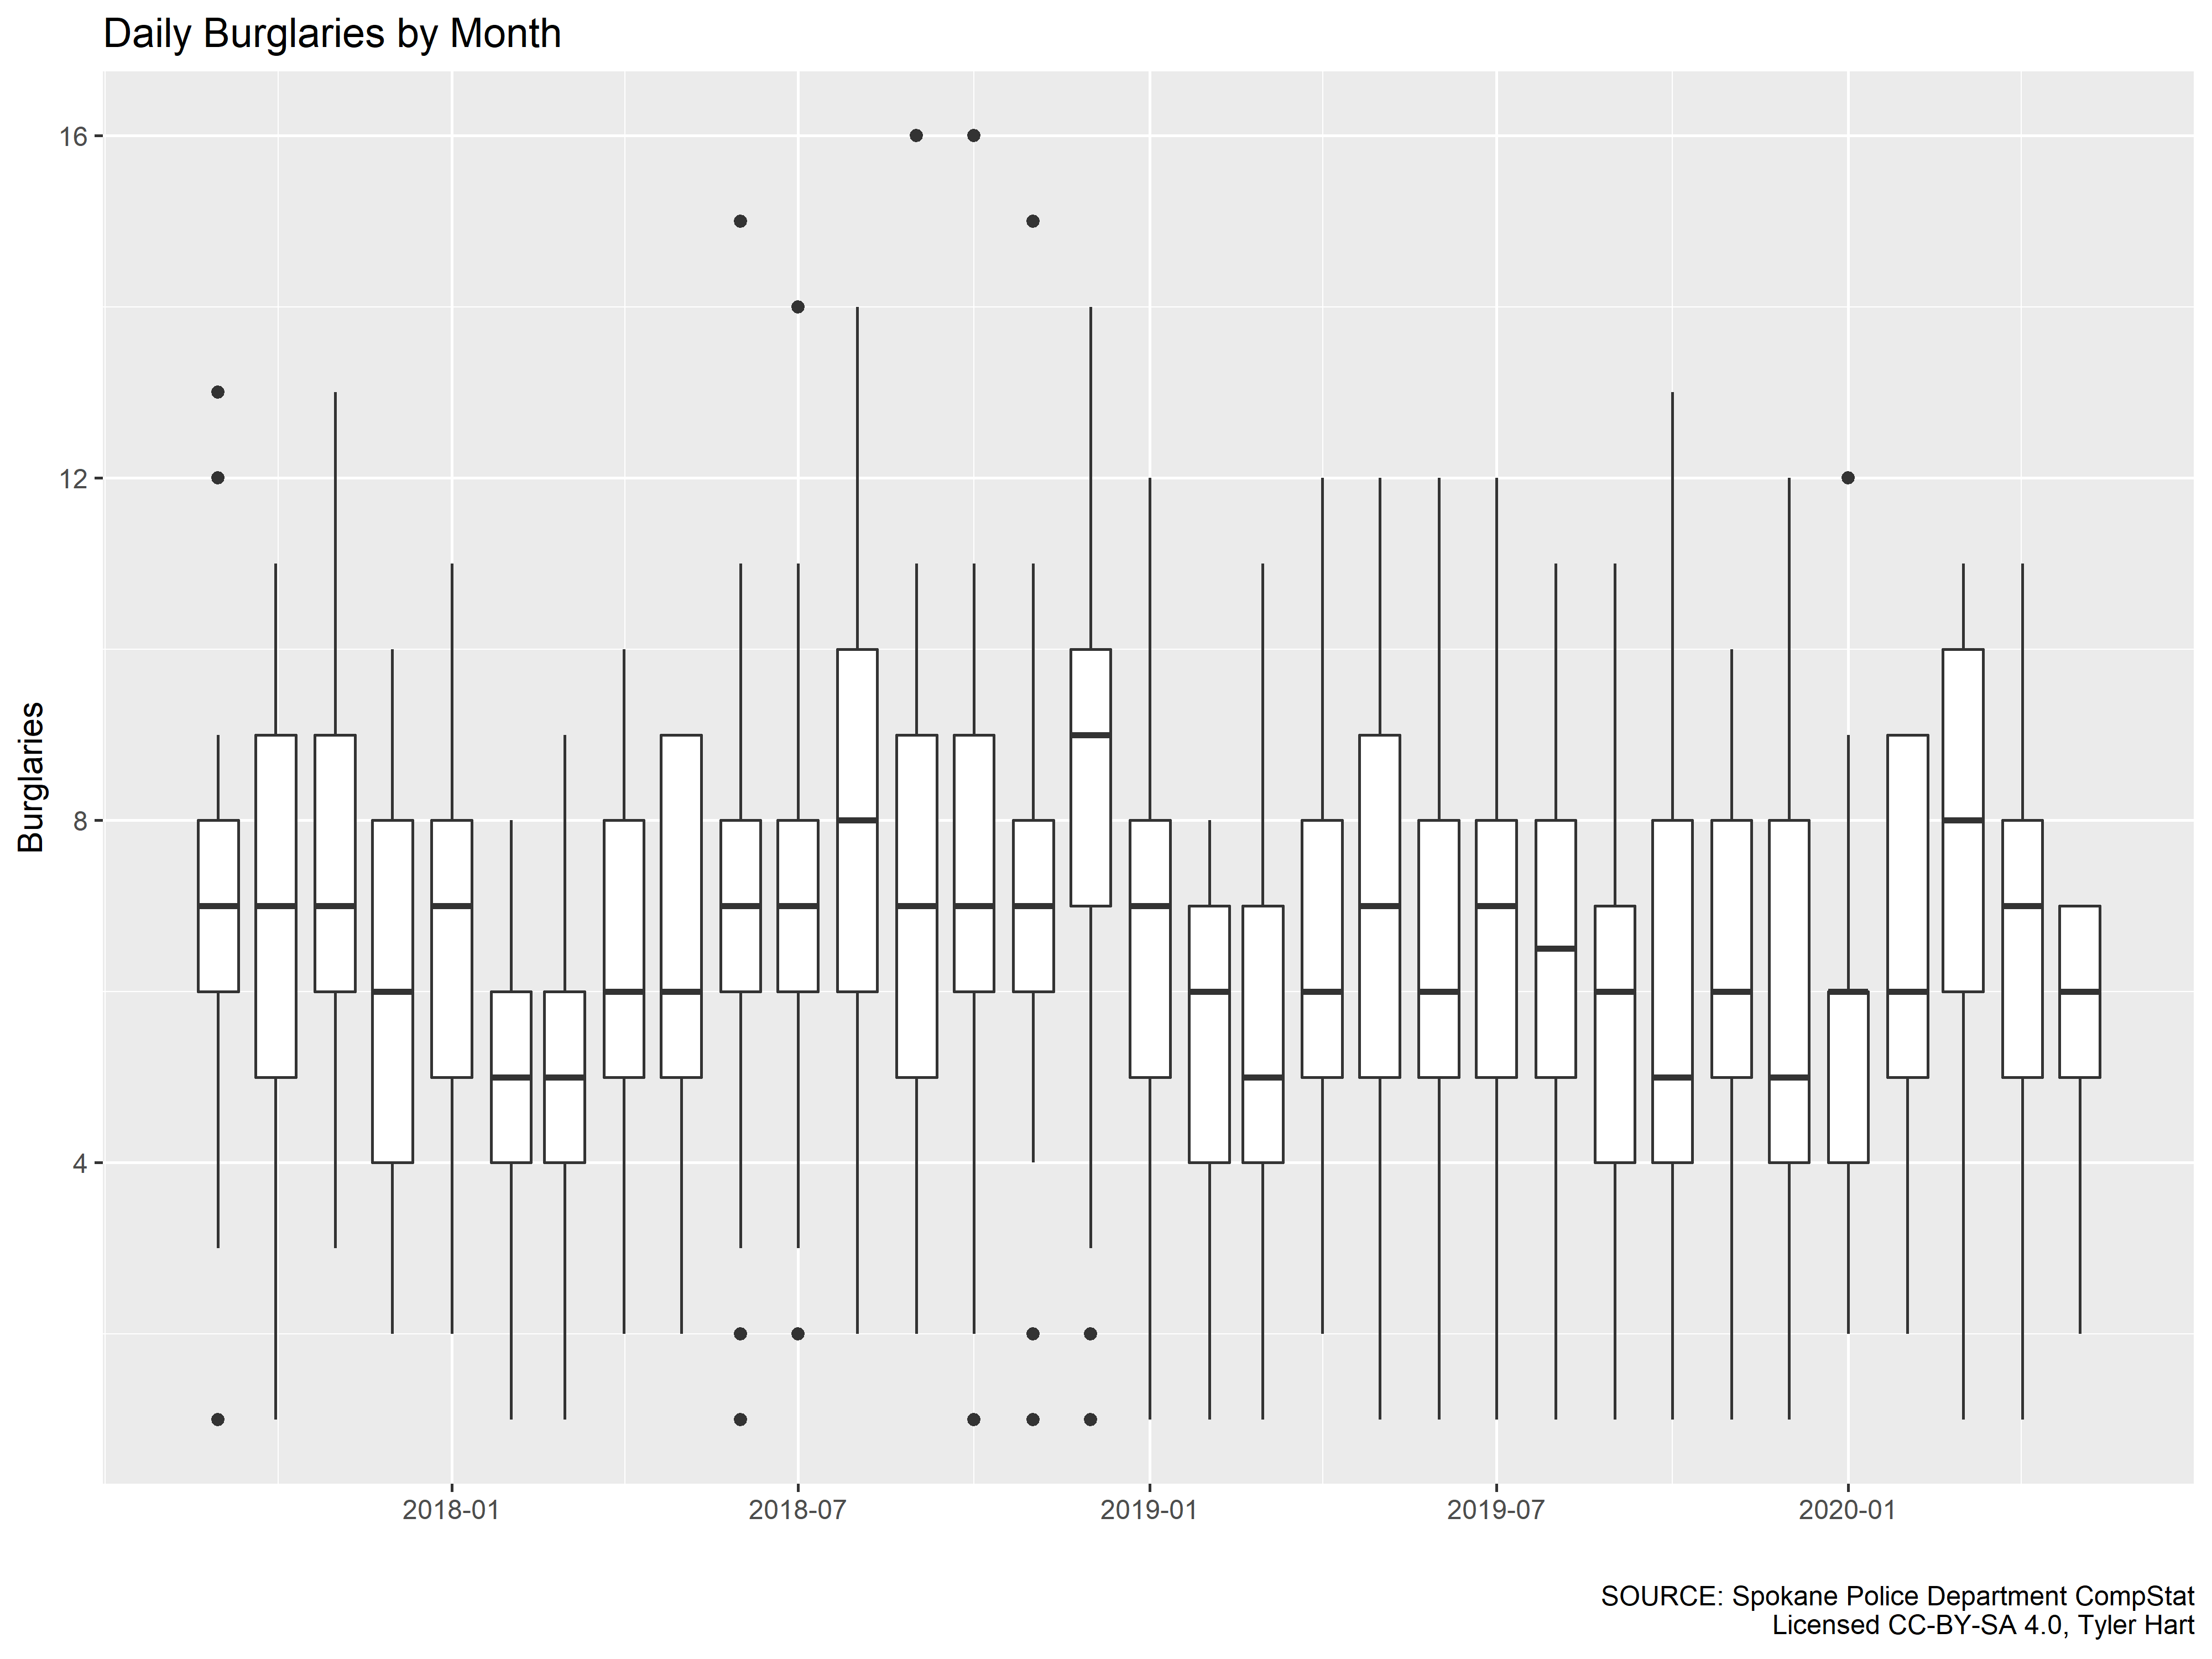 Daily Burglaries by Month
16
12
8
4
Burglaries
2018-01
2018-07
2019-01
2019-07
2020-01
SOURCE: Spokane Police Department CompStat
Licensed CC-BY-SA 4.0, Tyler Hart